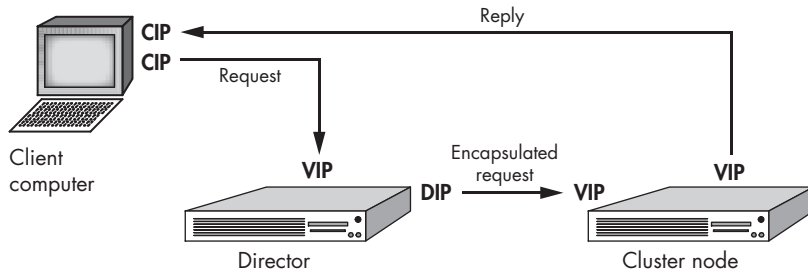 Reply
CIP
CIP
Request
Client
computer
VIP
Encapsulated
request
DIP
VIP
VIP
Director
Cluster node